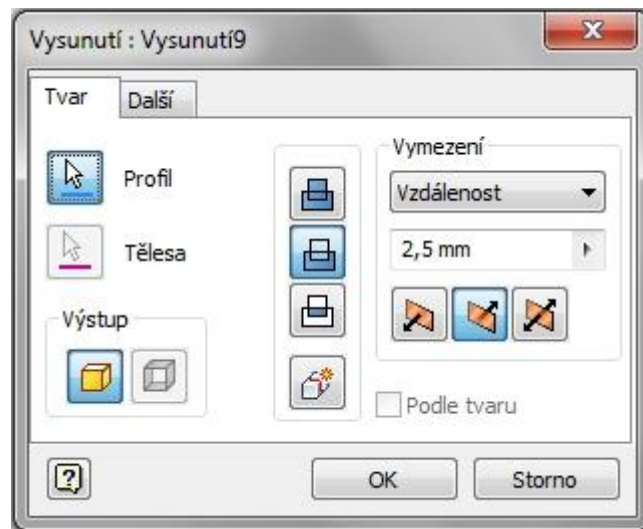 Vysunutí : Vysunutí9
Tvar
Další
Profil
Tělesa
Výstup
Vymezení
Vzdálenost
2,5 mm
Podle tvaru
?
OK
Storno